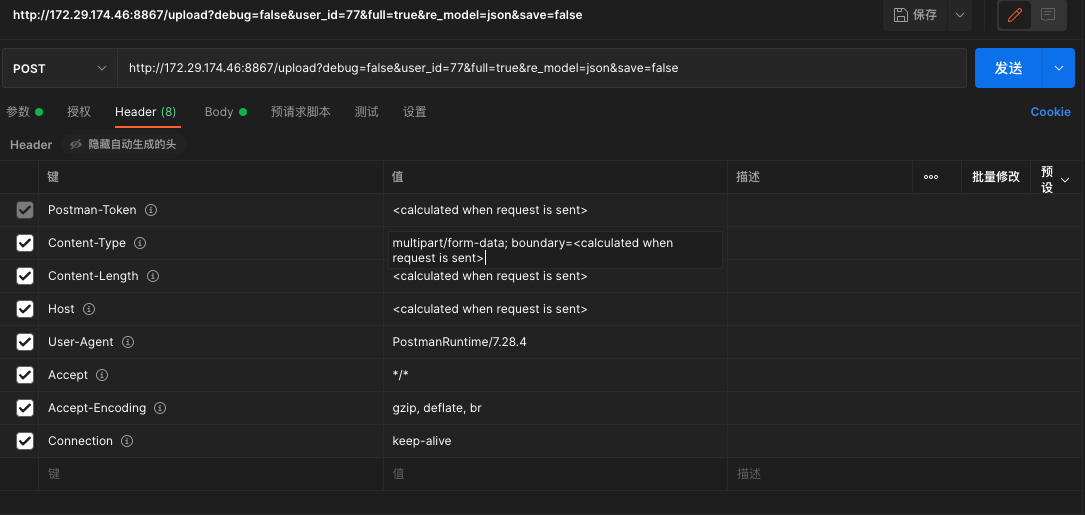 http://172.29.174.46:8867/upload?debug=false&user_id=77&full=true&re_model=json&save=false
保存
POST
http://172.29.174.46:8867/upload?debug=false&user_id=77&full=true&re_model=json&save=false
发送
参数
授权
Header (8)
Body
预请求脚本
测试
设置
Cookie
Header
隐藏自动生成的头
键
值
描述
批量修改
预
设
Postman-Token
<calculated when request is sent>
Content-Type
multipart/form-data; boundary=<calculated when
request is sent>
Content-Length
<calculated when request is sent>
Host
<calculated when request is sent>
User-Agent
PostmanRuntime/7.28.4
Accept
*/*
Accept-Encoding
gzip, deflate, br
Connection
keep-alive
键
值
描述